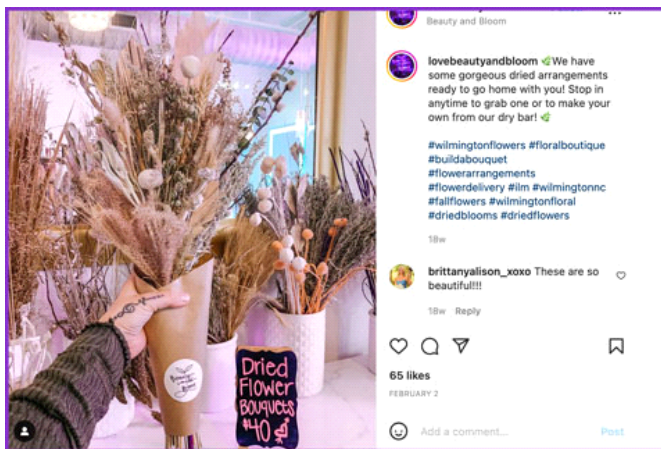 Beauty and Bloom
lovebeautyandbloom 🌿We have
some gorgeous dried arrangements
ready to go home with you! Stop in
anytime to grab one or to make your
own from our dry bar! 🌿
#wilmingtonflowers #floralboutique
#buildabouquet
#flowerarrangements
#flowerdelivery #ilm #wilmingtonnc
#fallflowers #wilmingtonfloral
#driedblooms #driedflowers
18w
brittanyalison_xoxo These are so
beautiful!!!
18w Reply
65 likes
FEBRUARY 2
Add a comment... Post
Dried
Flower
Bouquets
$40